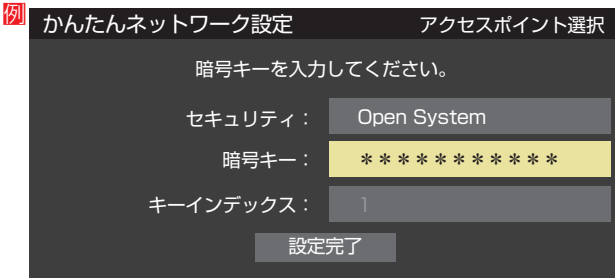 例
かんたんネットワーク設定 アクセスポイント選択
暗号キーを入力してください。
セキュリティ： Open System
暗号キー： ＊＊＊＊＊＊＊＊＊＊＊
キーインデックス： 1
設定完了